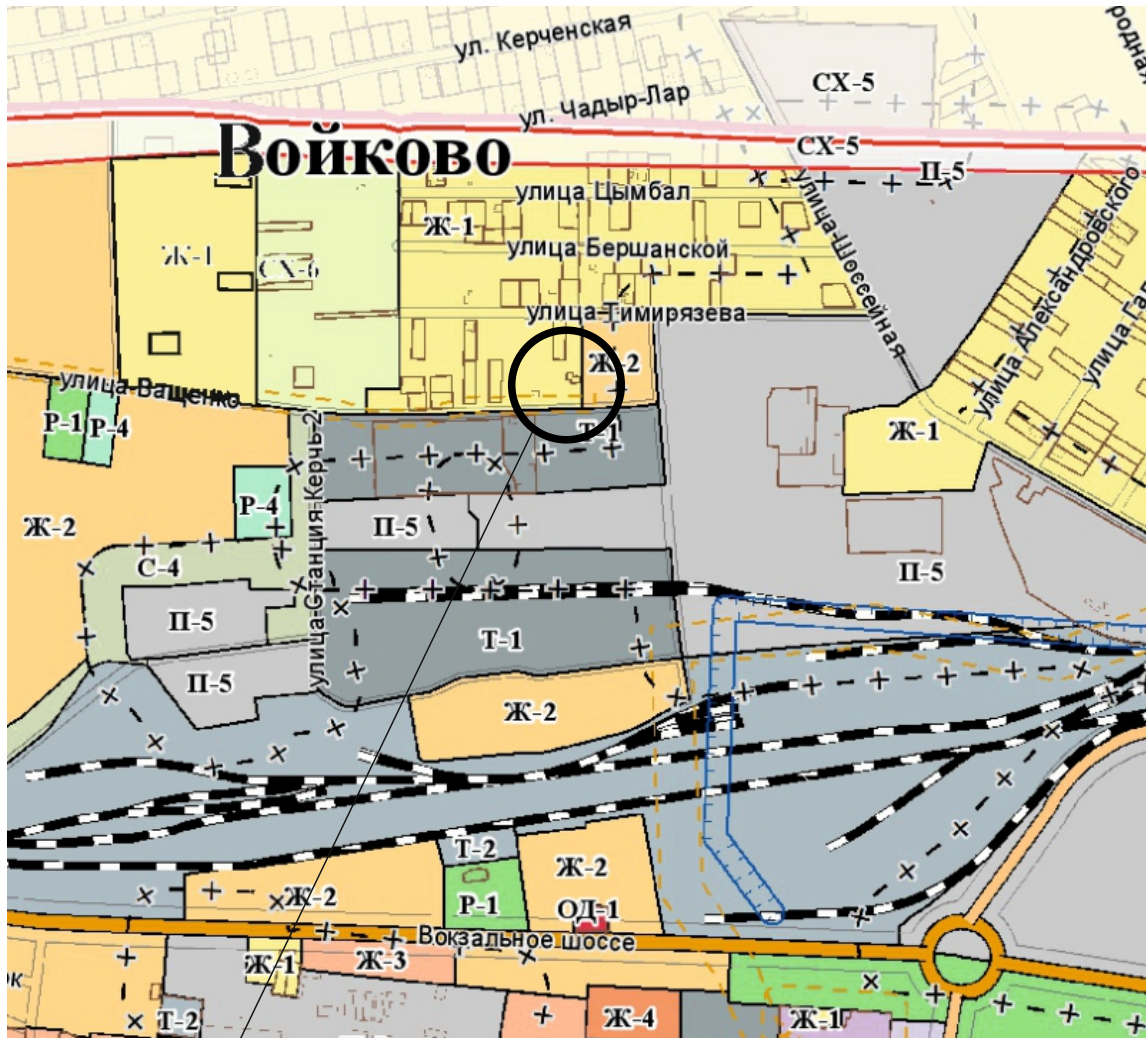 ул. Керченская
СХ-5
ул. Чадыр-Лар
СХ-5
Войково
П-5
улица Цымбал
улица Шоссейная
Ж-1
улица Бершанской
Ж-1
СХ-6
улица Александровского
улица Тимирязева
Ж-2
улица Ващенко
Р-1
Р-4
Т-1
Ж-1
Р-4
Ж-2
П-5
улица Станция Керчь-2
С-4
П-5
П-5
Т-1
П-5
Ж-2
Т-2
Ж-2
Ж-2
Р-1
ОД-1
Вокзальное шоссе
Ж-1
Ж-3
Т-2
Ж-4
Ж-1